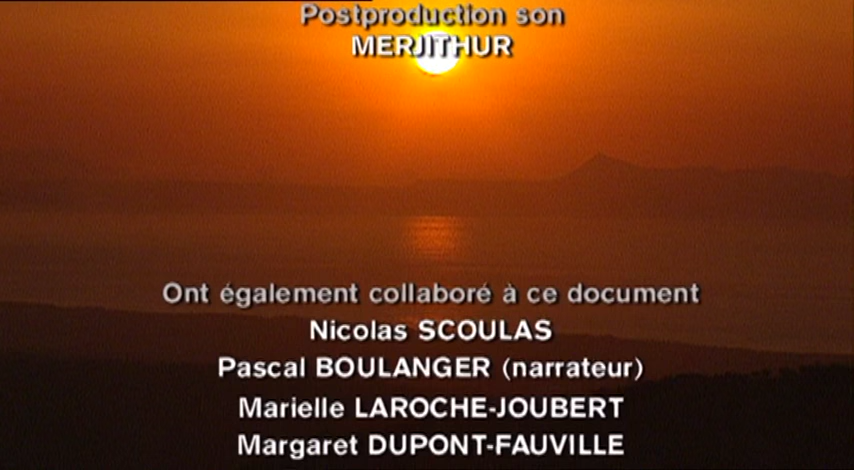 Postproduction son
MERJITHUR
Ont également collaboré à ce document
Nicolas SCOULAS
Pascal BOULANGER (narrateur)
Marielle LAROCHE-JOUBERT
Margaret DUPONT-FAUVILLE